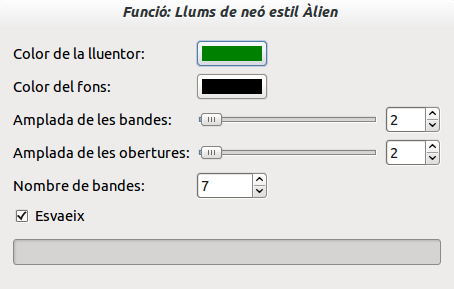 Funció: Llums de neó estil Àlien
Color de la lluentor:
Color del fons:
Amplada de les bandes: 2
Amplada de les obertures: 2
Nombre de bandes: 7
Esvaeix